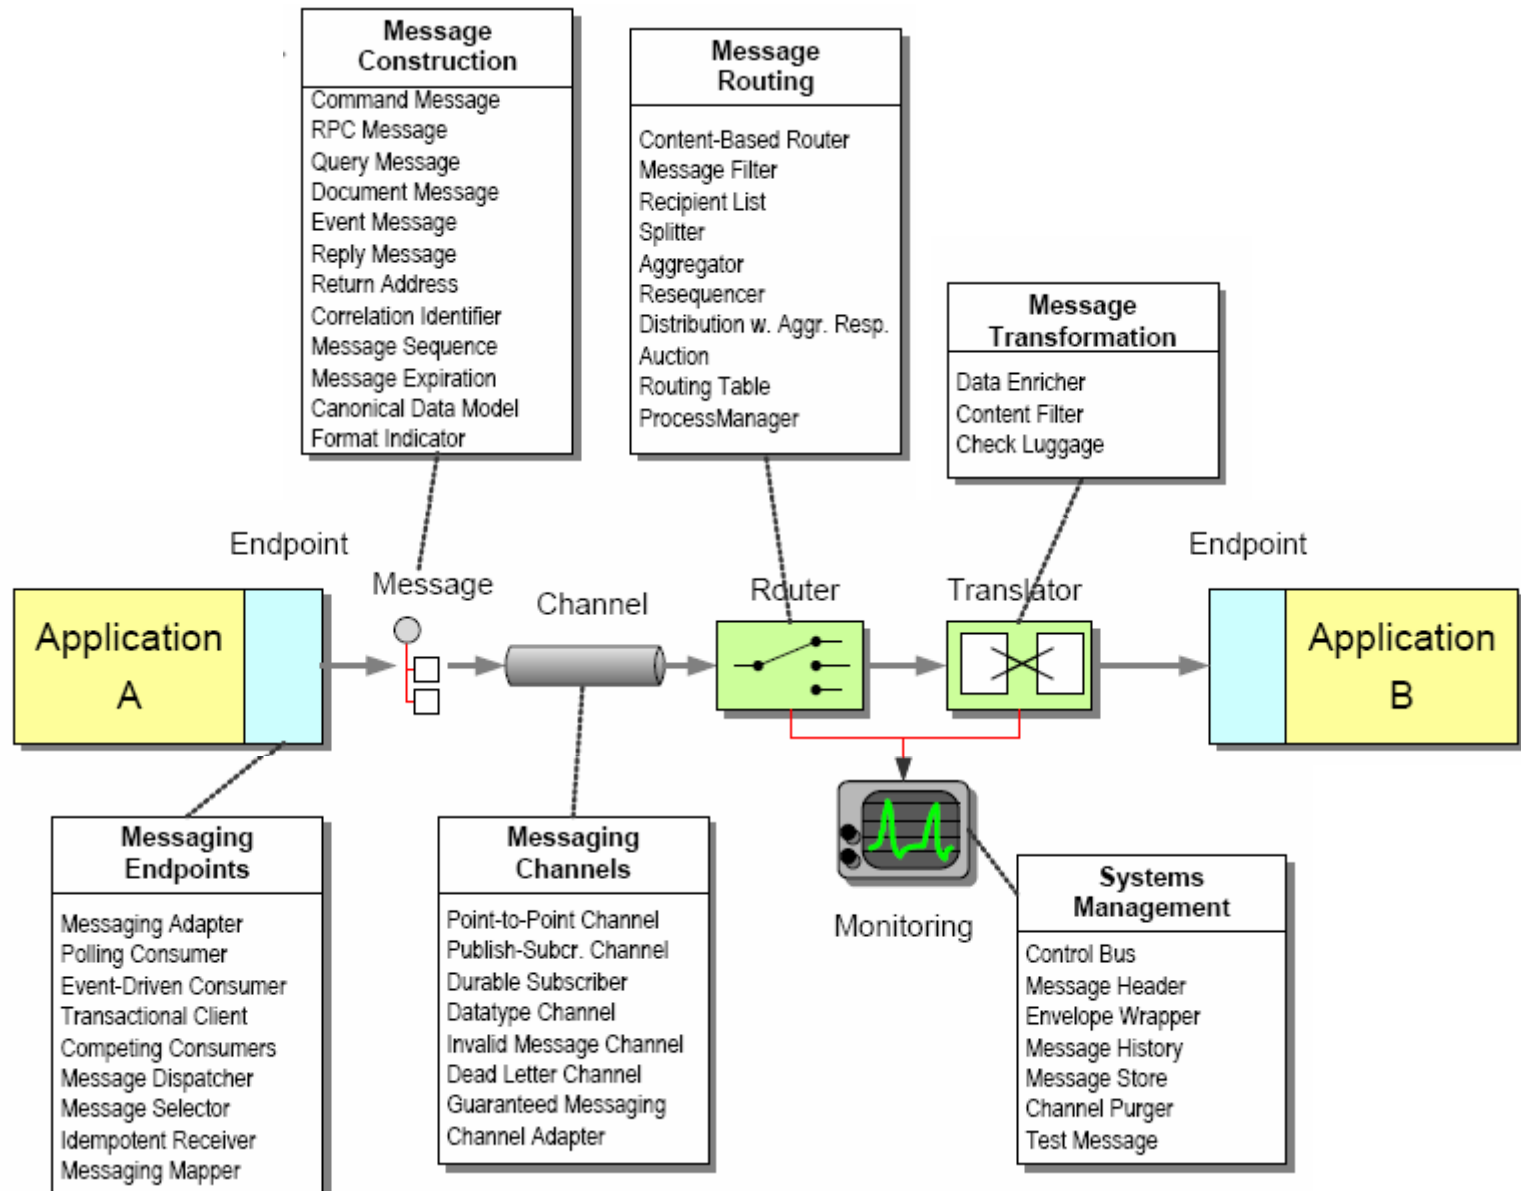 Message
Construction
Command Message
RPC Message
Query Message
Document Message
Event Message
Reply Message
Return Address
Correlation Identifier
Message Sequence
Message Expiration
Canonical Data Model
Format Indicator
Message
Routing
Content-Based Router
Message Filter
Recipient List
Splitter
Aggregator
Resequencer
Distribution w. Aggr. Resp.
Auction
Routing Table
ProcessManager
Message
Transformation
Data Enricher
Content Filter
Check Luggage
Endpoint
Message
Channel
Router
Translator
Endpoint
Application
A
Application
B
Messaging
Endpoints
Messaging Adapter
Polling Consumer
Event-Driven Consumer
Transactional Client
Competing Consumers
Message Dispatcher
Message Selector
Idempotent Receiver
Messaging Mapper
Messaging
Channels
Point-to-Point Channel
Publish-Subcr. Channel
Durable Subscriber
Datatype Channel
Invalid Message Channel
Dead Letter Channel
Guaranteed Messaging
Channel Adapter
Monitoring
Systems
Management
Control Bus
Message Header
Envelope Wrapper
Message History
Message Store
Channel Purger
Test Message